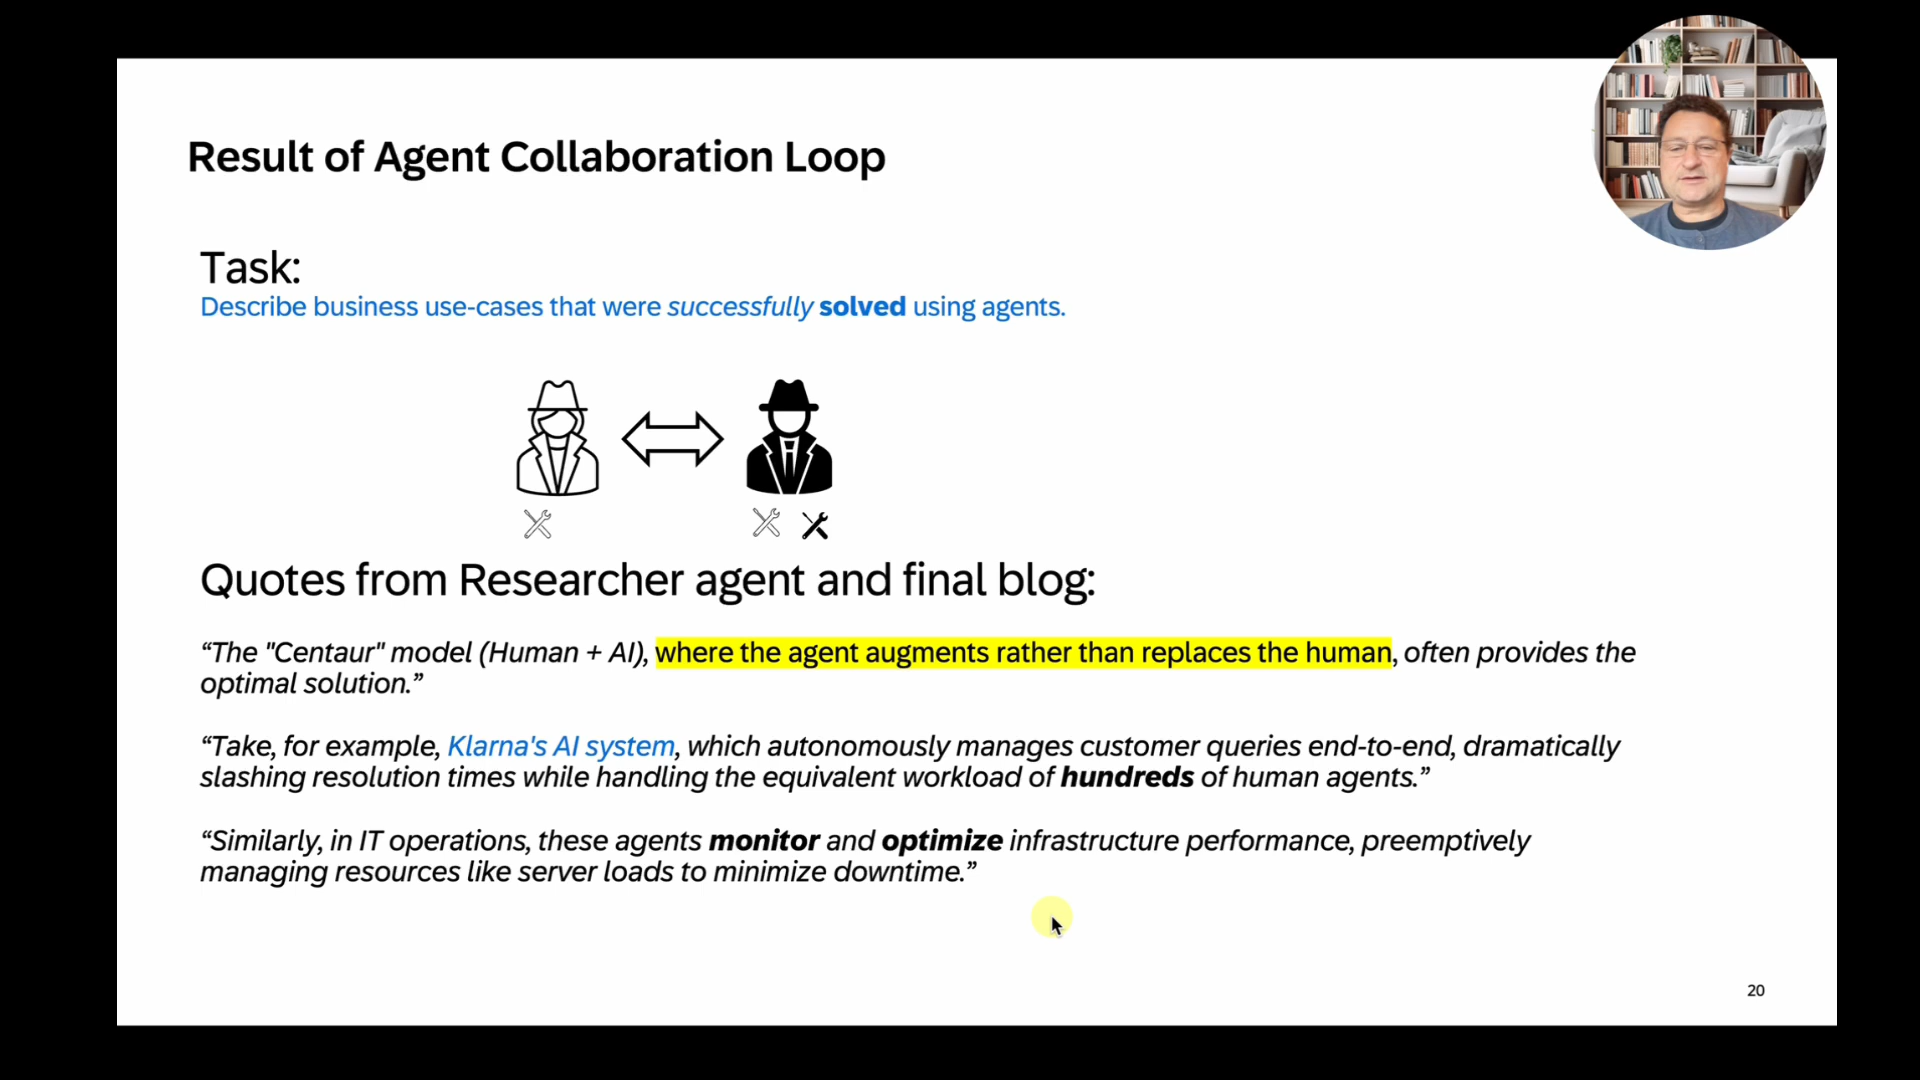 Result of Agent Collaboration Loop
Task:
Describe business use-cases that were successfully solved using agents.
Quotes from Researcher agent and final blog:
“The "Centaur" model (Human + AI), where the agent augments rather than replaces the human, often provides the
optimal solution.”
“Take, for example, Klarna's AI system, which autonomously manages customer queries end-to-end, dramatically
slashing resolution times while handling the equivalent workload of hundreds of human agents.”
“Similarly, in IT operations, these agents monitor and optimize infrastructure performance, preemptively
managing resources like server loads to minimize downtime.”
20